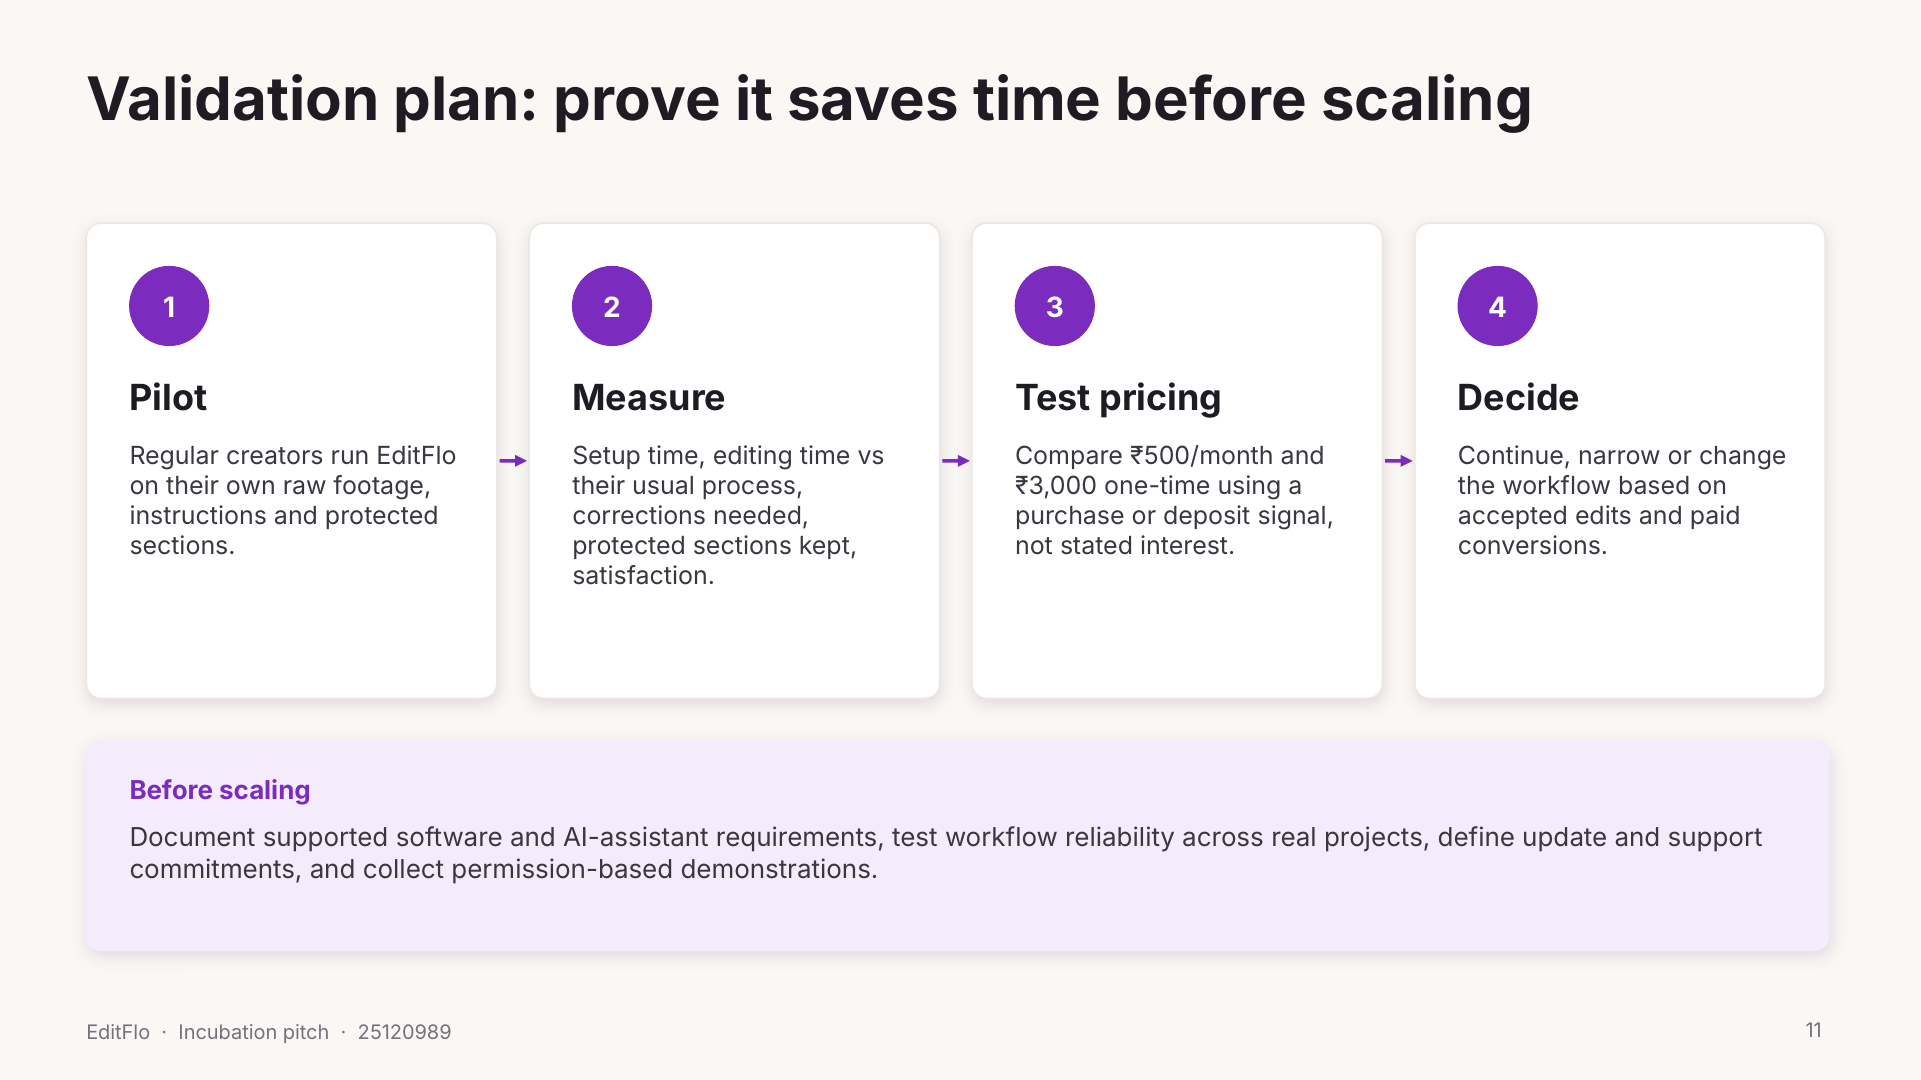 Validation plan: prove it saves time before scaling
1
Pilot
Regular creators run EditFlo
on their own raw footage,
instructions and protected
sections.
2
Measure
Setup time, editing time vs
their usual process,
corrections needed,
protected sections kept,
satisfaction.
3
Test pricing
Compare ₹500/month and
₹3,000 one-time using a
purchase or deposit signal,
not stated interest.
4
Decide
Continue, narrow or change
the workflow based on
accepted edits and paid
conversions.
Before scaling
Document supported software and AI-assistant requirements, test workflow reliability across real projects, define update and support
commitments, and collect permission-based demonstrations.
EditFlo · Incubation pitch · 25120989
11